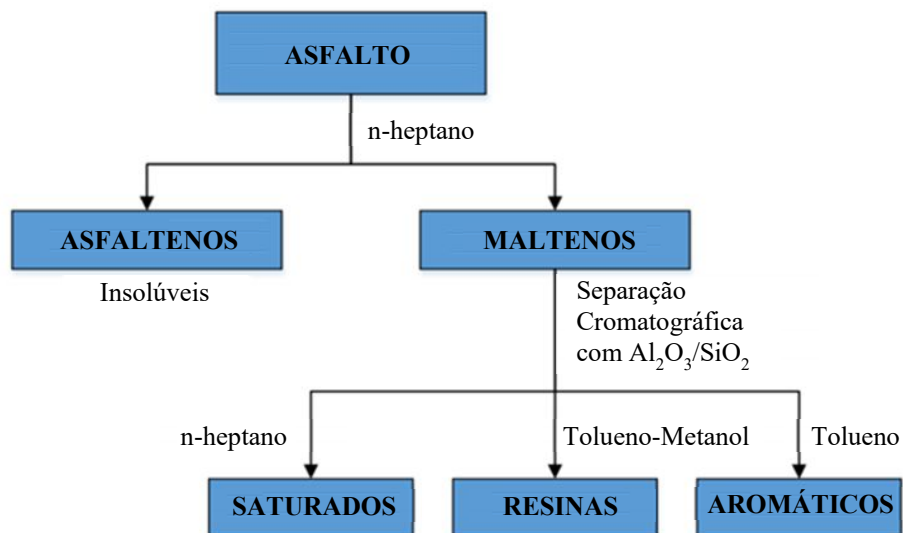 ASFALTO
n-heptano
ASFALTENOS
MALTENOS
Insolúveis
Separação
Cromatográfica
com Al₂O₃/SiO₂
n-heptano
Tolueno-Metanol
Tolueno
SATURADOS
RESINAS
AROMÁTICOS